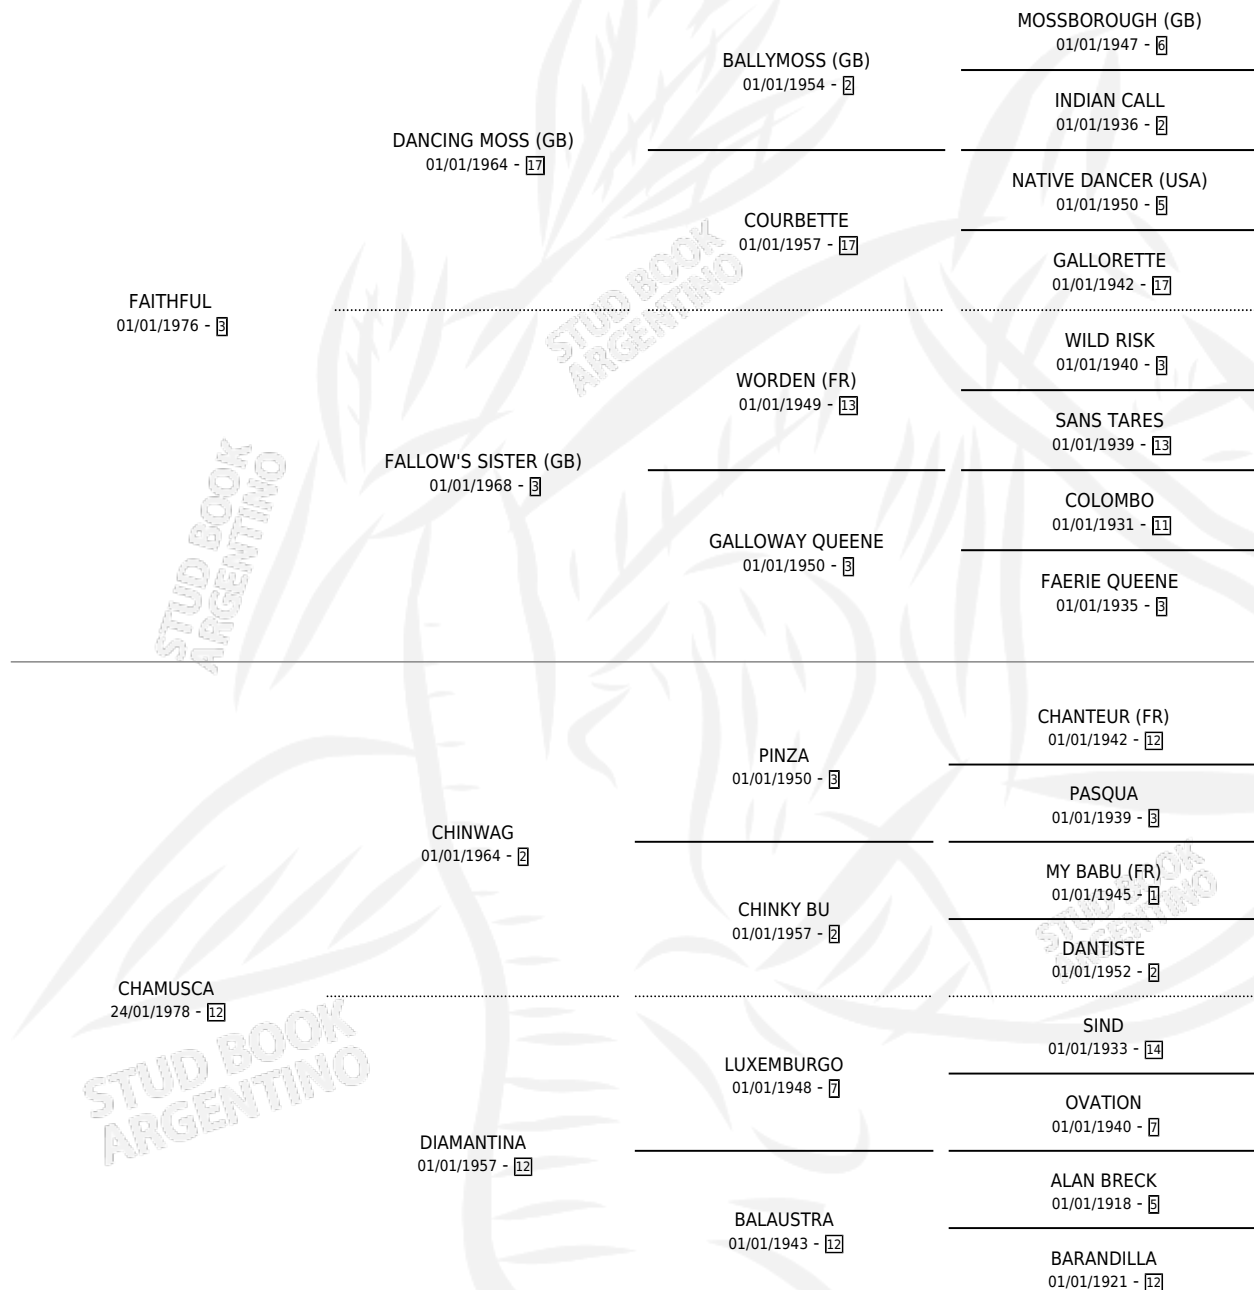 MOSSBOROUGH (GB)
01/01/1947 - 6
BALLYMOSS (GB)
01/01/1954 - 2
INDIAN CALL
01/01/1936 - 2
DANCING MOSS (GB)
01/01/1964 - 17
NATIVE DANCER (USA)
01/01/1950 - 5
COURBETTE
01/01/1957 - 17
GALLORETTE
01/01/1942 - 17
FAITHFUL
01/01/1976 - 3
WILD RISK
01/01/1940 - 3
WORDEN (FR)
01/01/1949 - 13
SANS TARES
01/01/1939 - 13
FALLOW'S SISTER (GB)
01/01/1968 - 3
COLOMBO
01/01/1931 - 11
GALLOWAY QUEENE
01/01/1950 - 3
FAERIE QUEENE
01/01/1935 - 3
CHANTEUR (FR)
01/01/1942 - 12
PINZA
01/01/1950 - 3
PASQUA
01/01/1939 - 3
CHINWAG
01/01/1964 - 2
MY BABU (FR)
01/01/1945 - 1
CHINKY BU
01/01/1957 - 2
DANTISTE
01/01/1952 - 2
CHAMUSCA
24/01/1978 - 12
SIND
01/01/1933 - 14
LUXEMBURGO
01/01/1948 - 7
OVATION
01/01/1940 - 7
DIAMANTINA
01/01/1957 - 12
ALAN BRECK
01/01/1918 - 5
BALAUSTRA
01/01/1943 - 12
BARANDILLA
01/01/1921 - 12
STUD BOOK
ARGENTINO
STUD BOOK
ARGENTINO
STUD BOOK
ARGENTINO
STUD BOOK
ARGENTINO